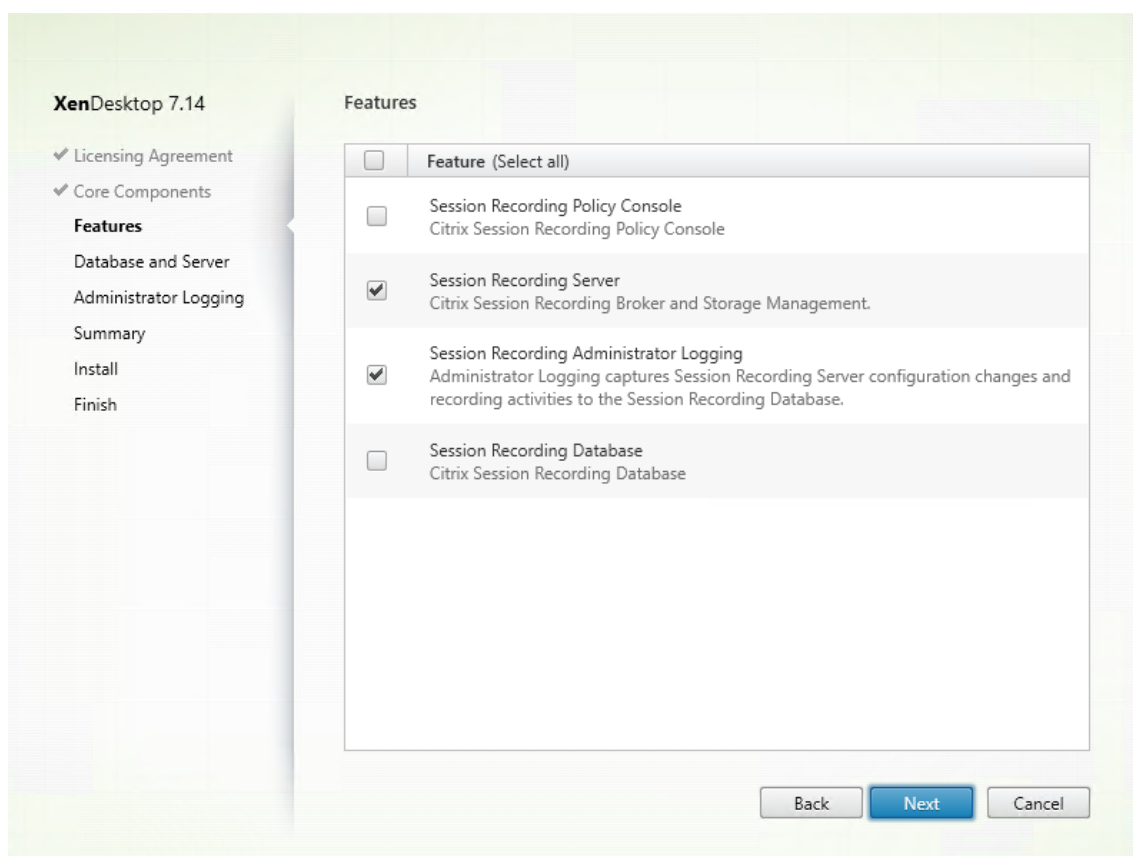 XenDesktop 7.14
Licensing Agreement
Core Components
Features
Database and Server
Administrator Logging
Summary
Install
Finish
Features
Feature (Select all)
Session Recording Policy Console
Citrix Session Recording Policy Console
Session Recording Server
Citrix Session Recording Broker and Storage Management.
Session Recording Administrator Logging
Administrator Logging captures Session Recording Server configuration changes and
recording activities to the Session Recording Database.
Session Recording Database
Citrix Session Recording Database
Back
Next
Cancel